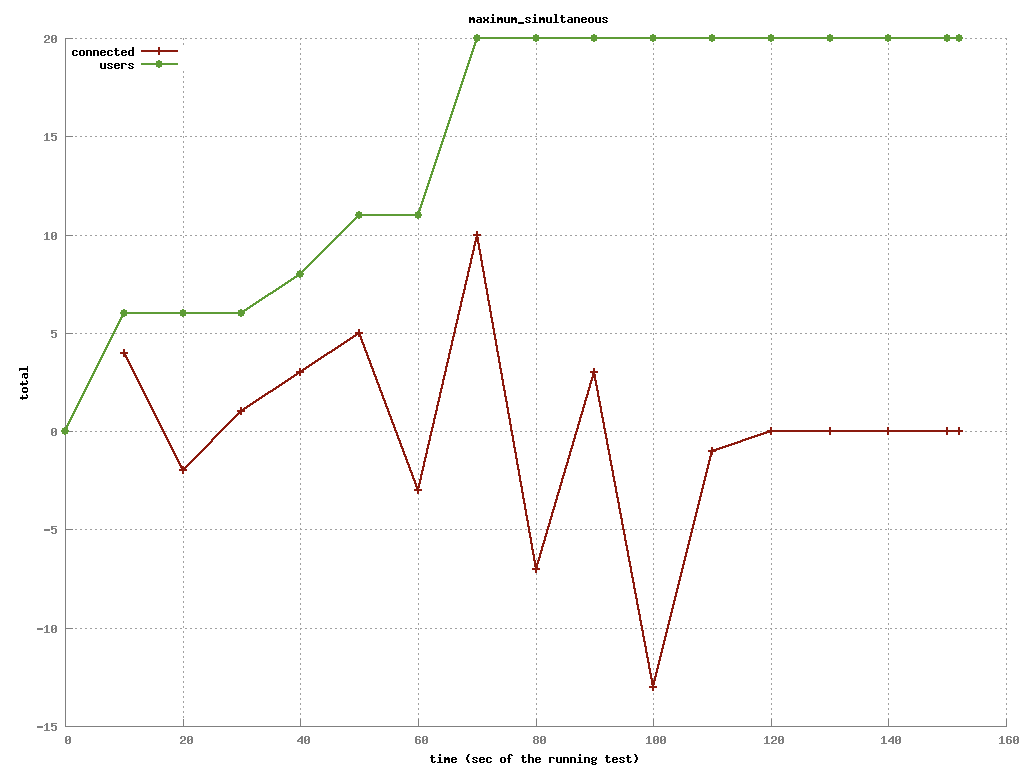 maximum_simultaneous
connected
users
20
15
10
5
0
-5
-10
-15
total
0 20 40 60 80 100 120 140 160
time (sec of the running test)